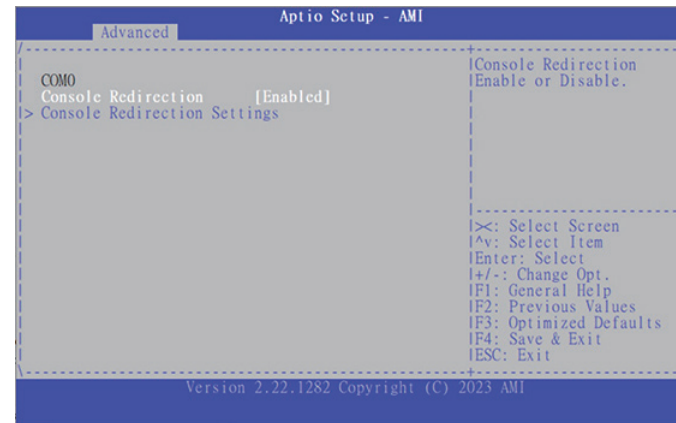 Aptio Setup - AMI
Advanced
Console Redirection
Enable or Disable.
COM0
Console Redirection [Enabled]
> Console Redirection Settings
><: Select Screen
^v: Select Item
Enter: Select
+/-: Change Opt.
F1: General Help
F2: Previous Values
F3: Optimized Defaults
F4: Save & Exit
ESC: Exit
Version 2.22.1282 Copyright (C) 2023 AMI